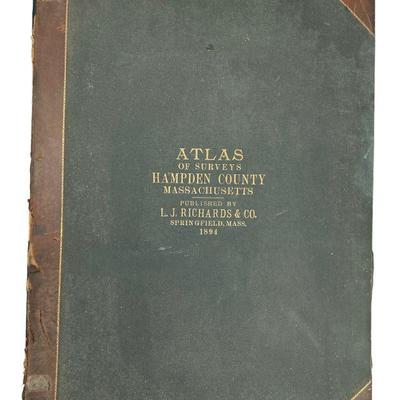 ATLAS
OF SURVEYS
HAMPDEN COUNTY
MASSACHUSETTS
PUBLISHED BY
L. J. RICHARDS & CO.
SPRINGFIELD, MASS.
1894